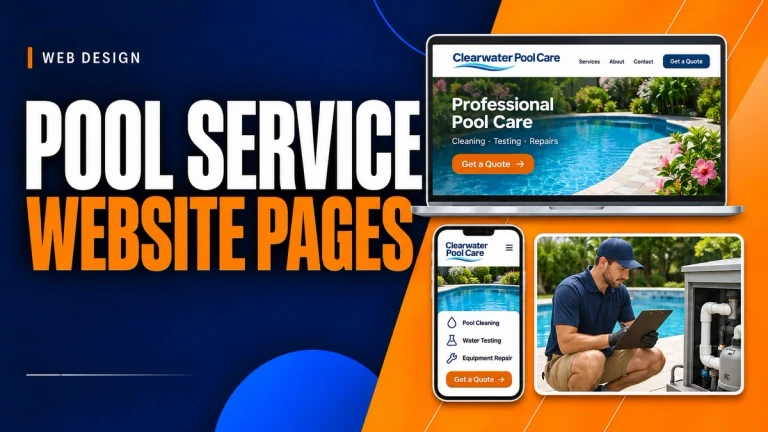 WEB DESIGN
POOL SERVICE
WEBSITE PAGES
Clearwater Pool Care
Services
About
Contact
Get a Quote
Professional
Pool Care
Cleaning · Testing · Repairs
Get a Quote →
Clearwater
Pool Care
Pool Cleaning
Water Testing
Equipment Repair
Get a Quote →